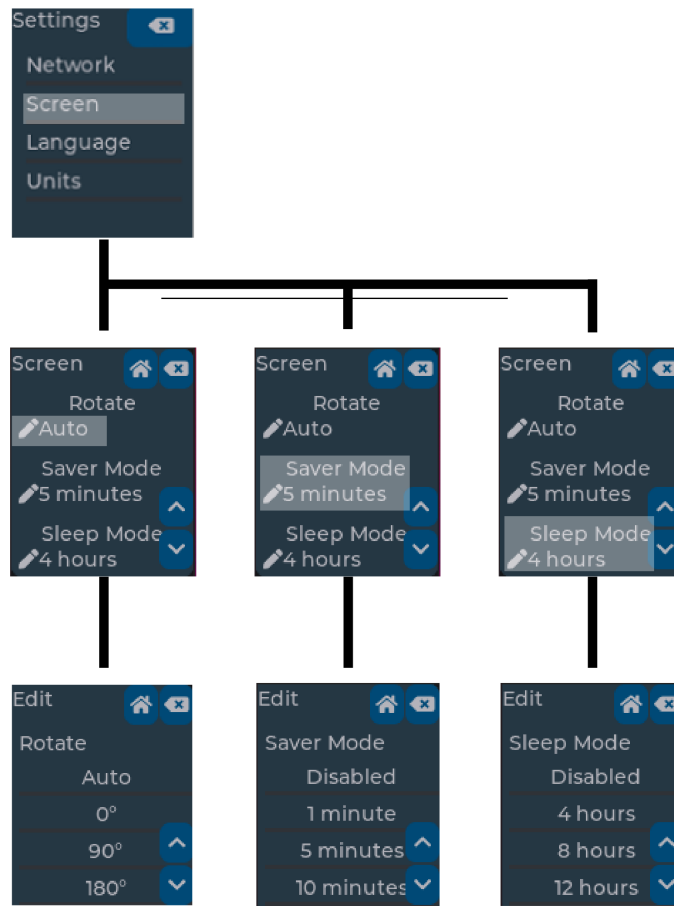 Settings
Network
Screen
Language
Units
Screen
Rotate
Auto
Saver Mode
5 minutes
Sleep Mode
4 hours
Screen
Rotate
Auto
Saver Mode
5 minutes
Sleep Mode
4 hours
Screen
Rotate
Auto
Saver Mode
5 minutes
Sleep Mode
4 hours
Edit
Rotate
Auto
0°
90°
180°
Edit
Saver Mode
Disabled
1 minute
5 minutes
10 minutes
Edit
Sleep Mode
Disabled
4 hours
8 hours
12 hours